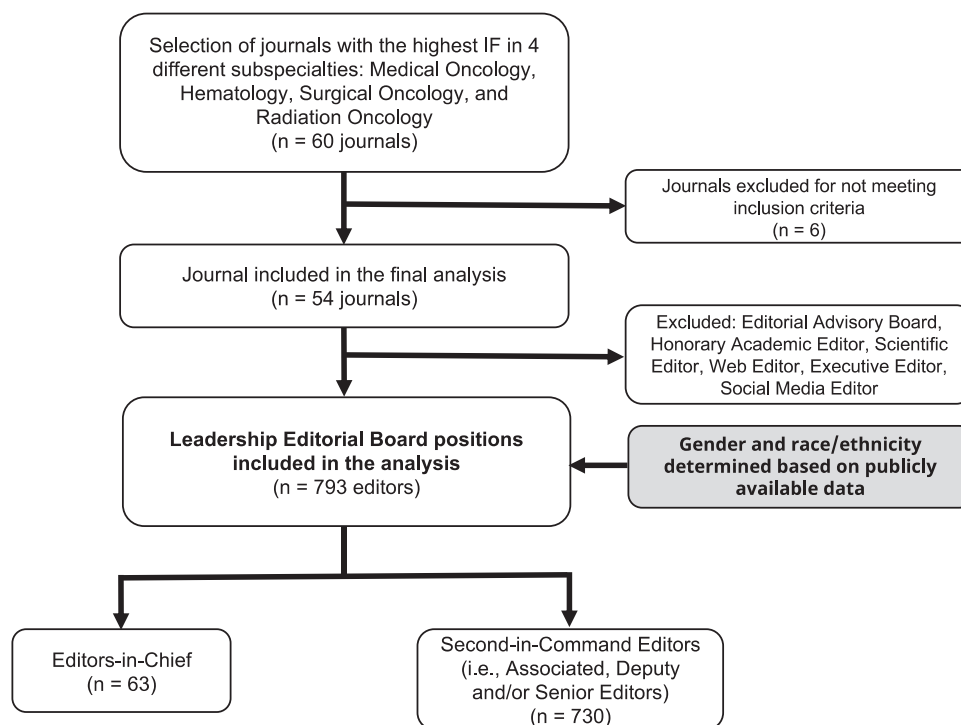 Selection of journals with the highest IF in 4
different subspecialties: Medical Oncology,
Hematology, Surgical Oncology, and
Radiation Oncology
(n = 60 journals)
Journals excluded for not meeting
inclusion criteria
(n = 6)
Journal included in the final analysis
(n = 54 journals)
Excluded: Editorial Advisory Board,
Honorary Academic Editor, Scientific
Editor, Web Editor, Executive Editor,
Social Media Editor
Leadership Editorial Board positions
included in the analysis
(n = 793 editors)
Gender and race/ethnicity
determined based on publicly
available data
Editors-in-Chief
(n = 63)
Second-in-Command Editors
(i.e., Associated, Deputy
and/or Senior Editors)
(n = 730)